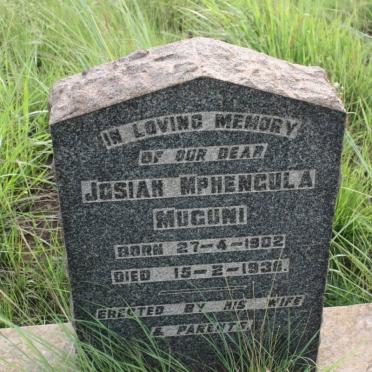 IN LOVING MEMORY
OF OUR DEAR
JOSIAH MPHENGULA
MUGUNI
BORN 27-4-1902
DIED 15-2-1938.
ERECTED BY HIS WIFE
& PARENTS